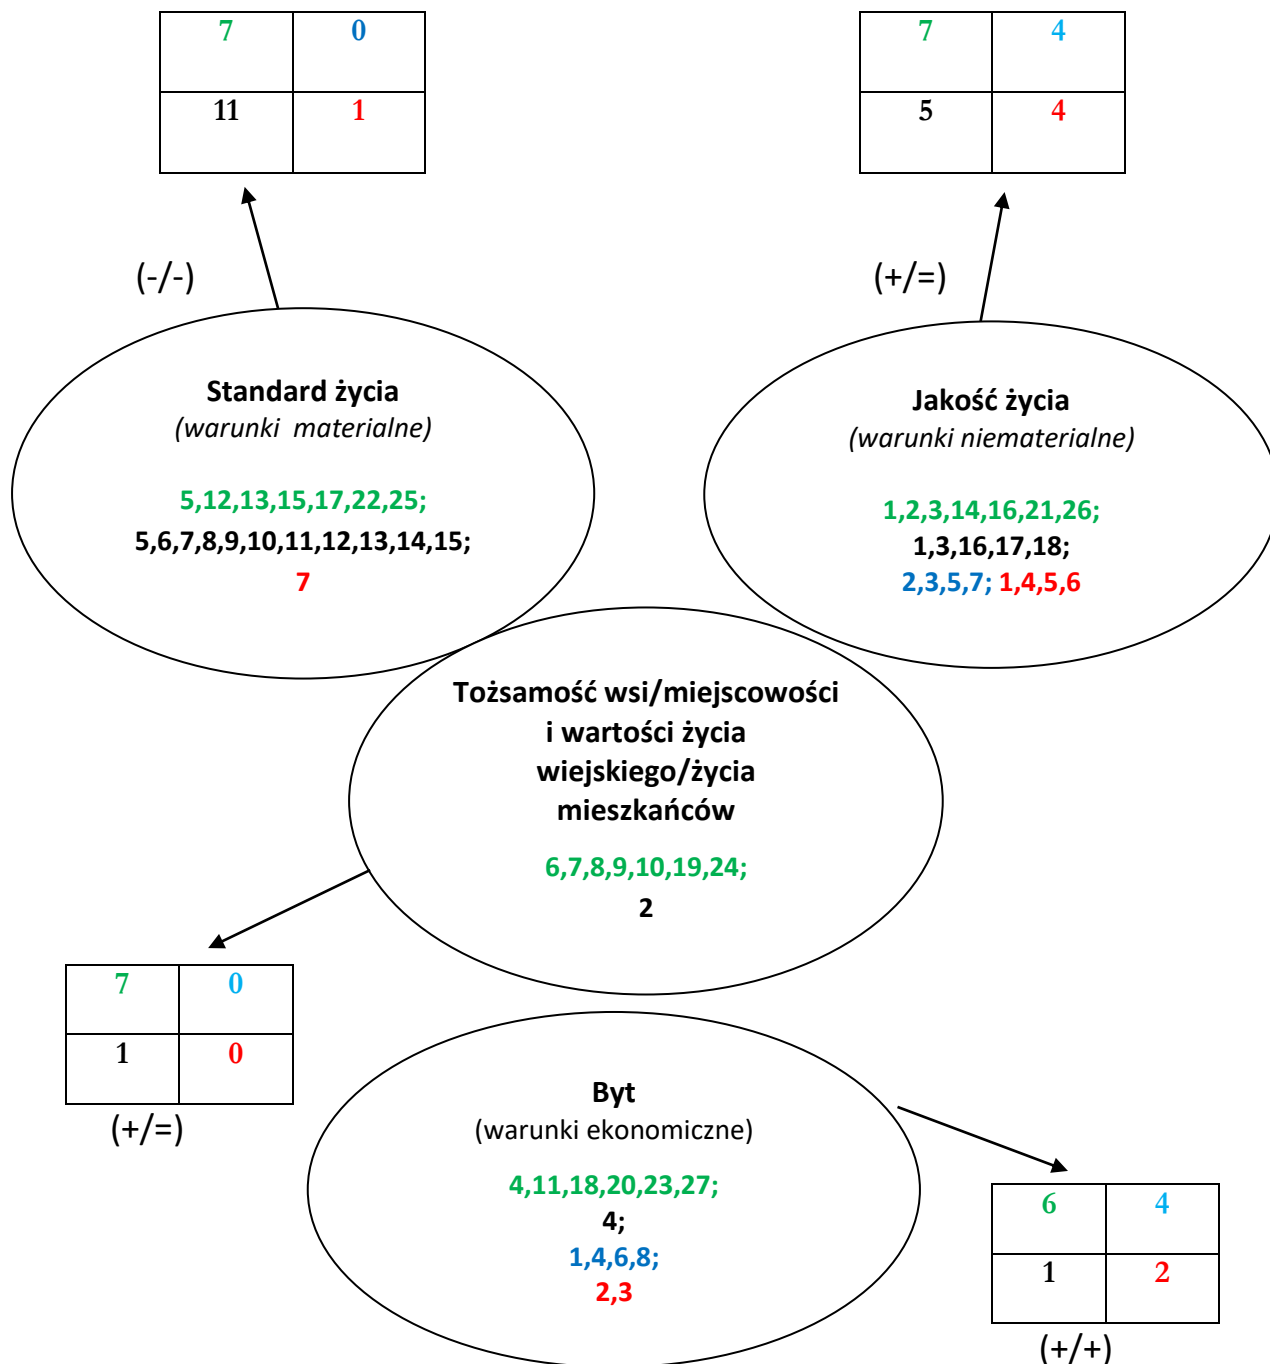 7 0
11 1
7 4
5 4
(-/-)
(+/=)
Standard życia
(warunki materialne)
5,12,13,15,17,22,25;
5,6,7,8,9,10,11,12,13,14,15;
7
Jakość życia
(warunki niematerialne)
1,2,3,14,16,21,26;
1,3,16,17,18;
2,3,5,7; 1,4,5,6
Tożsamość wsi/miejscowości
i wartości życia
wiejskiego/życia
mieszkańców
6,7,8,9,10,19,24;
2
7 0
1 0
(+/=)
Byt
(warunki ekonomiczne)
4,11,18,20,23,27;
4;
1,4,6,8;
2,3
6 4
1 2
(+/+)